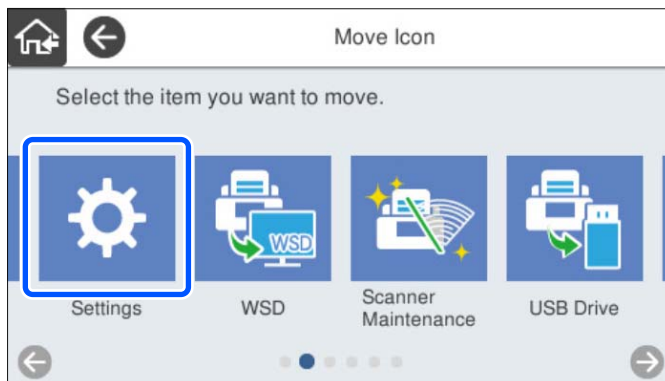 Move Icon
Select the item you want to move.
WSD
Settings
WSD
Scanner
Maintenance
USB Drive